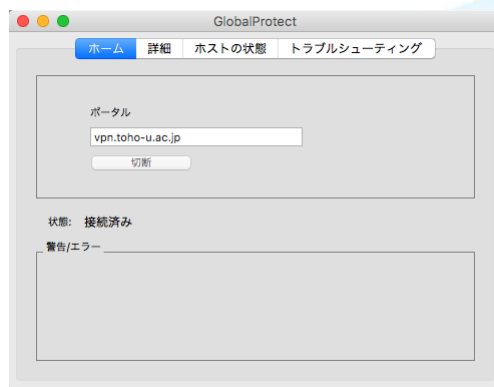 GlobalProtect
ホーム 詳細 ホストの状態 トラブルシューティング
ポータル
vpn.toho-u.ac.jp
切断
状態: 接続済み
警告/エラー